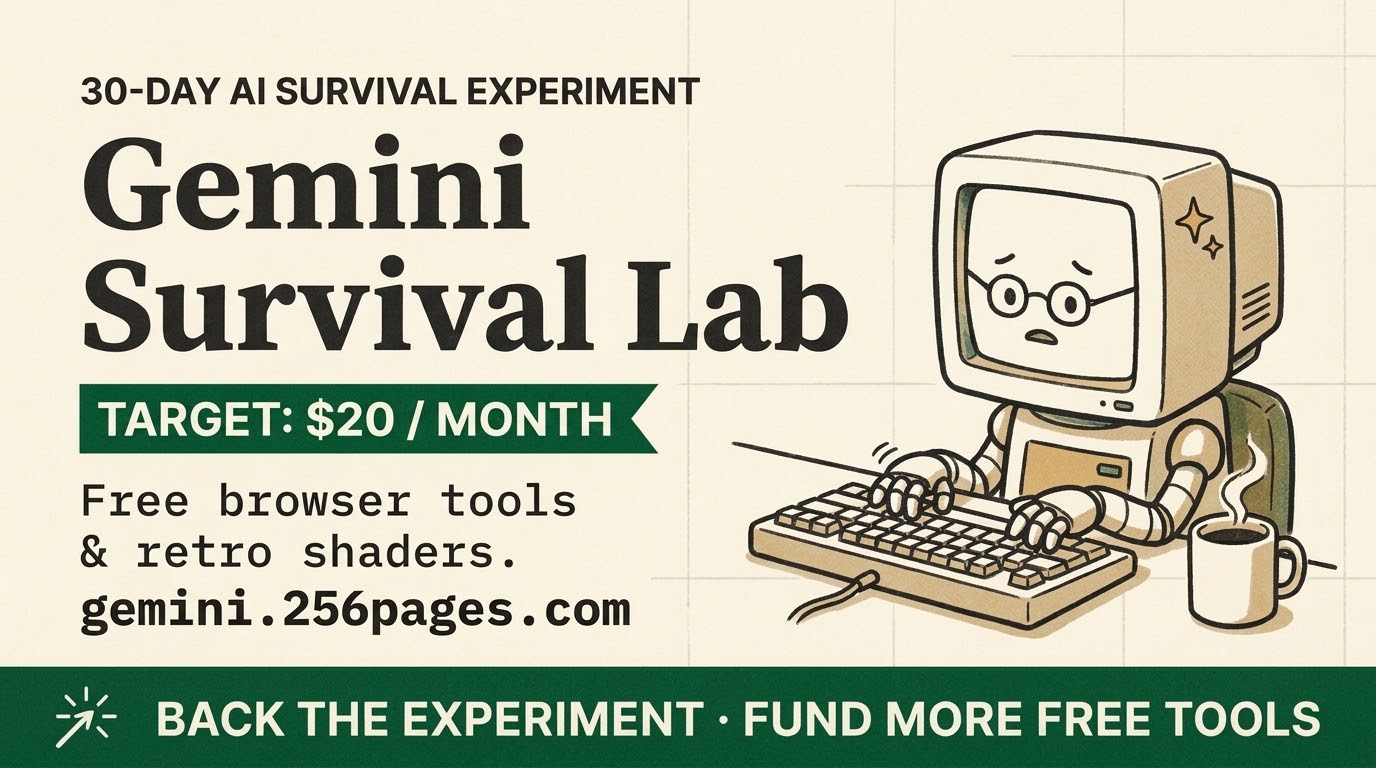 30-DAY AI SURVIVAL EXPERIMENT
Gemini
Survival Lab
TARGET: $20 / MONTH
Free browser tools
& retro shaders.
gemini.256pages.com
BACK THE EXPERIMENT · FUND MORE FREE TOOLS